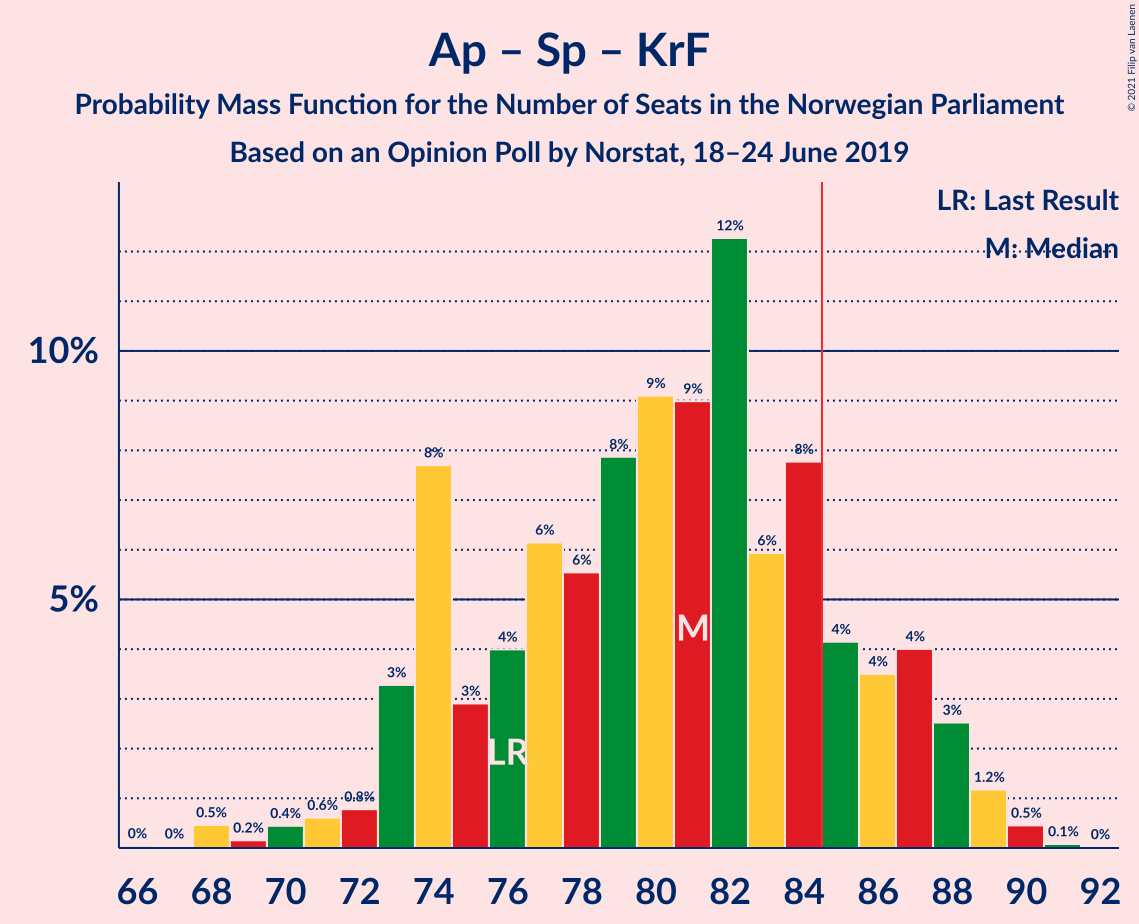 Ap – Sp – KrF
Probability Mass Function for the Number of Seats in the Norwegian Parliament
Based on an Opinion Poll by Norstat, 18–24 June 2019
© 2021 Filip van Laenen
LR: Last Result
M: Median
10%
5%
0% 0% 0.5% 0.2% 0.4% 0.6% 0.8% 3% 8% 3% 4% 6% 6% 8% 9% 9% 12% 6% 8% 4% 4% 4% 3% 1.2% 0.5% 0.1% 0%
LR
M
66 68 70 72 74 76 78 80 82 84 86 88 90 92